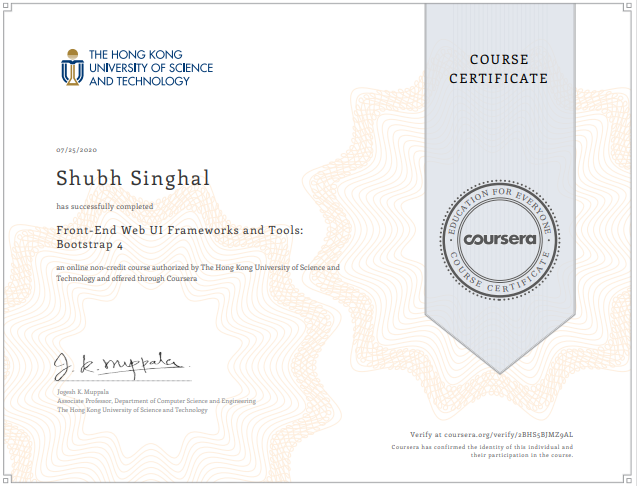 THE HONG KONG
UNIVERSITY OF SCIENCE
AND TECHNOLOGY
COURSE
CERTIFICATE
07/25/2020
Shubh Singhal
has successfully completed
Front-End Web UI Frameworks and Tools:
Bootstrap 4
an online non-credit course authorized by The Hong Kong University of Science and
Technology and offered through Coursera
EDUCATION FOR EVERYONE
coursera
COURSE CERTIFICATE
J. K. Muppala
Jogesh K. Muppala
Associate Professor, Department of Computer Science and Engineering
The Hong Kong University of Science and Technology
Verify at coursera.org/verify/2BHS5BJMZ9AL
Coursera has confirmed the identity of this individual and
their participation in the course.